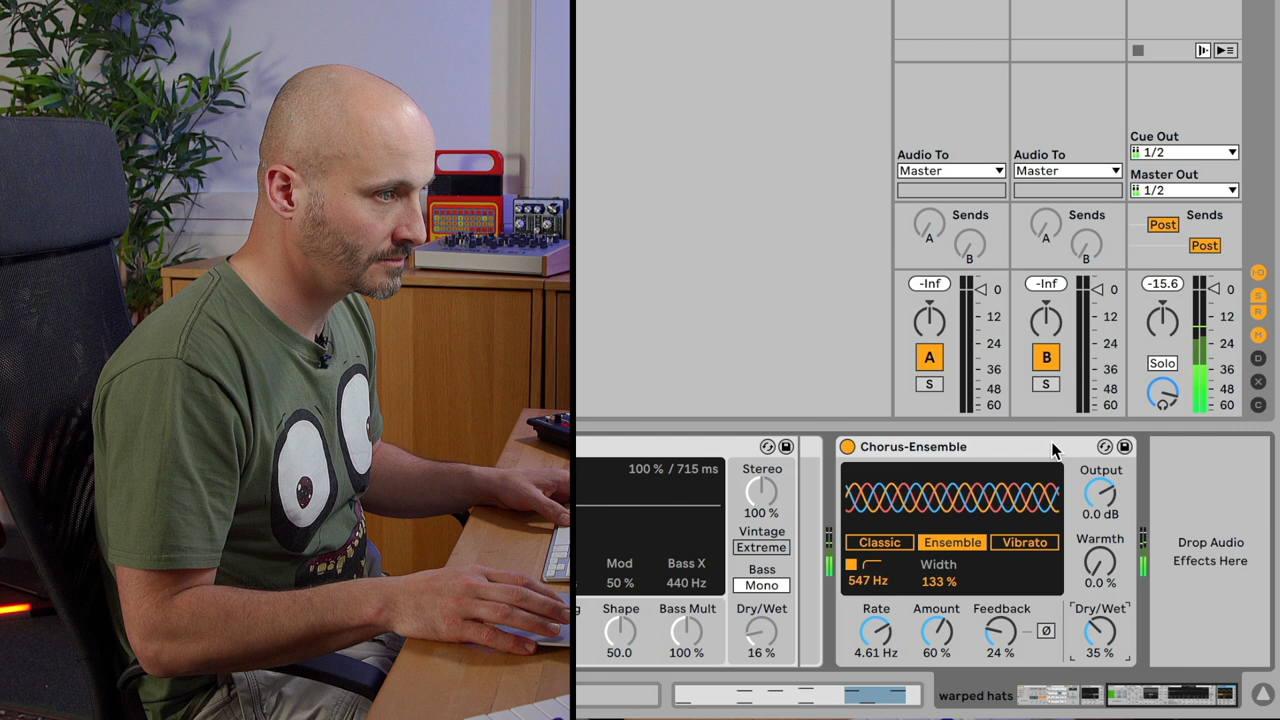 Cue Out
1/2
Audio To
Audio To
Master Out
Master
Master
1/2
Sends
Sends
Sends
A
B
A
B
Post
Post
-Inf
-Inf
-15.6
0
12
24
36
48
60
0
12
24
36
48
60
0
12
24
36
48
60
A
S
B
S
Solo
I·O
S
R
M
D
X
C
100 % / 715 ms
Mod
50 %
Bass X
440 Hz
Stereo
100 %
Vintage
Extreme
Bass
Mono
g
Shape
50.0
Bass Mult
100 %
Dry/Wet
16 %
Chorus-Ensemble
Classic
Ensemble
Vibrato
547 Hz
Width
133 %
Output
0.0 dB
Warmth
0.0 %
Rate
4.61 Hz
Amount
60 %
Feedback
24 %
Ø
Dry/Wet
35 %
Drop Audio
Effects Here
warped hats